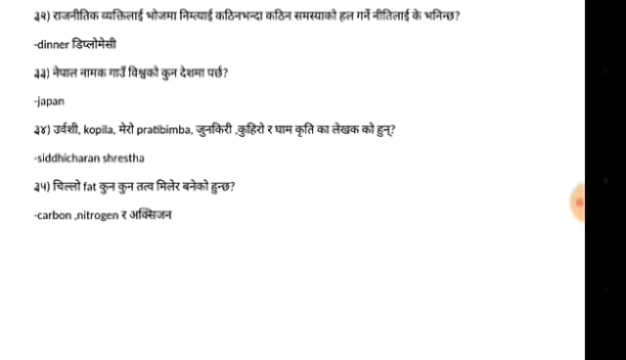 ३२) राजनीतिक व्यक्तिलाई भोजमा निम्त्याई कठिनभन्दा कठिन समस्याको हल गर्ने नीतिलाई के भनिन्छ?
-dinner डिप्लोमेसी
३३) नेपाल नामक गाउँ विश्वको कुन देशमा पर्छ?
-japan
३४) उर्वशी, kopila, मेरो pratibimba, जुनकिरी ,कुहिरो र घाम कृति का लेखक को हुन्?
-siddhicharan shrestha
३५) चिल्लो fat कुन कुन तत्व मिलेर बनेको हुन्छ?
-carbon ,nitrogen र अक्सिजन